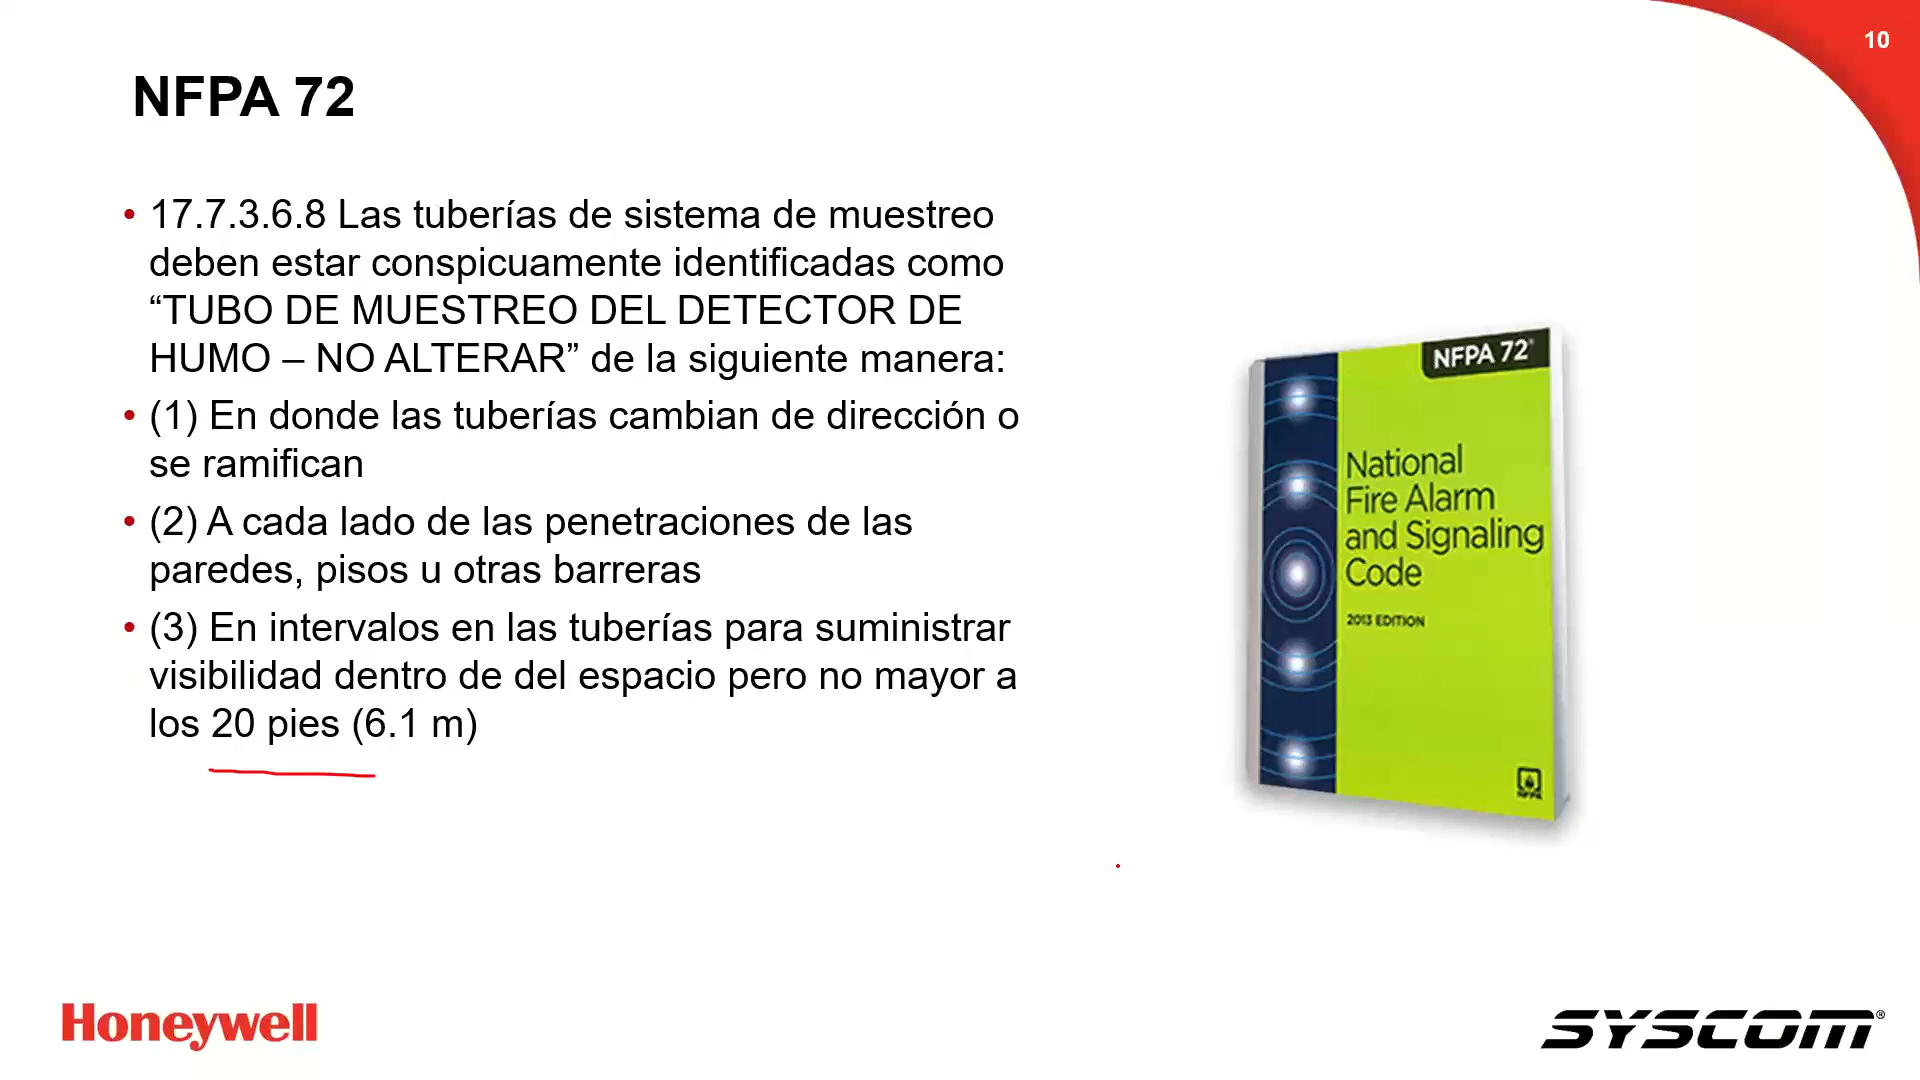 10
NFPA 72
• 17.7.3.6.8 Las tuberías de sistema de muestreo
deben estar conspicuamente identificadas como
“TUBO DE MUESTREO DEL DETECTOR DE
HUMO – NO ALTERAR” de la siguiente manera:
• (1) En donde las tuberías cambian de dirección o
se ramifican
• (2) A cada lado de las penetraciones de las
paredes, pisos u otras barreras
• (3) En intervalos en las tuberías para suministrar
visibilidad dentro de del espacio pero no mayor a
los 20 pies (6.1 m)
NFPA 72®
National
Fire Alarm
and Signaling
Code
2013 EDITION
NFPA
Honeywell
SYSCOM®